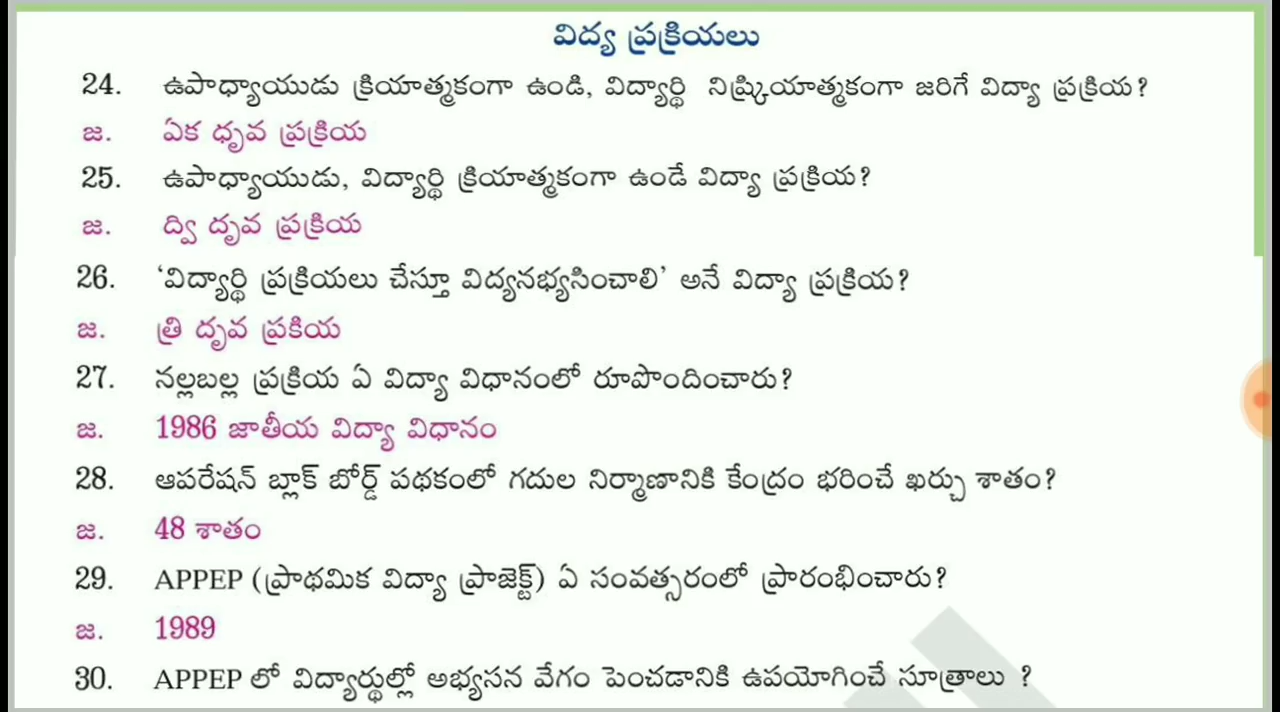 విద్య ప్రక్రియలు
24. ఉపాధ్యాయుడు క్రియాత్మకంగా ఉండి, విద్యార్థి నిష్క్రియాత్మకంగా జరిగే విద్యా ప్రక్రియ?
జ. ఏక ధృవ ప్రక్రియ
25. ఉపాధ్యాయుడు, విద్యార్థి క్రియాత్మకంగా ఉండే విద్యా ప్రక్రియ?
జ. ద్వి దృవ ప్రక్రియ
26. ‘విద్యార్థి ప్రక్రియలు చేస్తూ విద్యనభ్యసించాలి’ అనే విద్యా ప్రక్రియ?
జ. త్రి దృవ ప్రకియ
27. నల్లబల్ల ప్రక్రియ ఏ విద్యా విధానంలో రూపొందించారు?
జ. 1986 జాతీయ విద్యా విధానం
28. ఆపరేషన్ బ్లాక్ బోర్డ్ పథకంలో గదుల నిర్మాణానికి కేంద్రం భరించే ఖర్చు శాతం?
జ. 48 శాతం
29. APPEP (ప్రాథమిక విద్యా ప్రాజెక్ట్) ఏ సంవత్సరంలో ప్రారంభించారు?
జ. 1989
30. APPEP లో విద్యార్థుల్లో అభ్యసన వేగం పెంచడానికి ఉపయోగించే సూత్రాలు ?